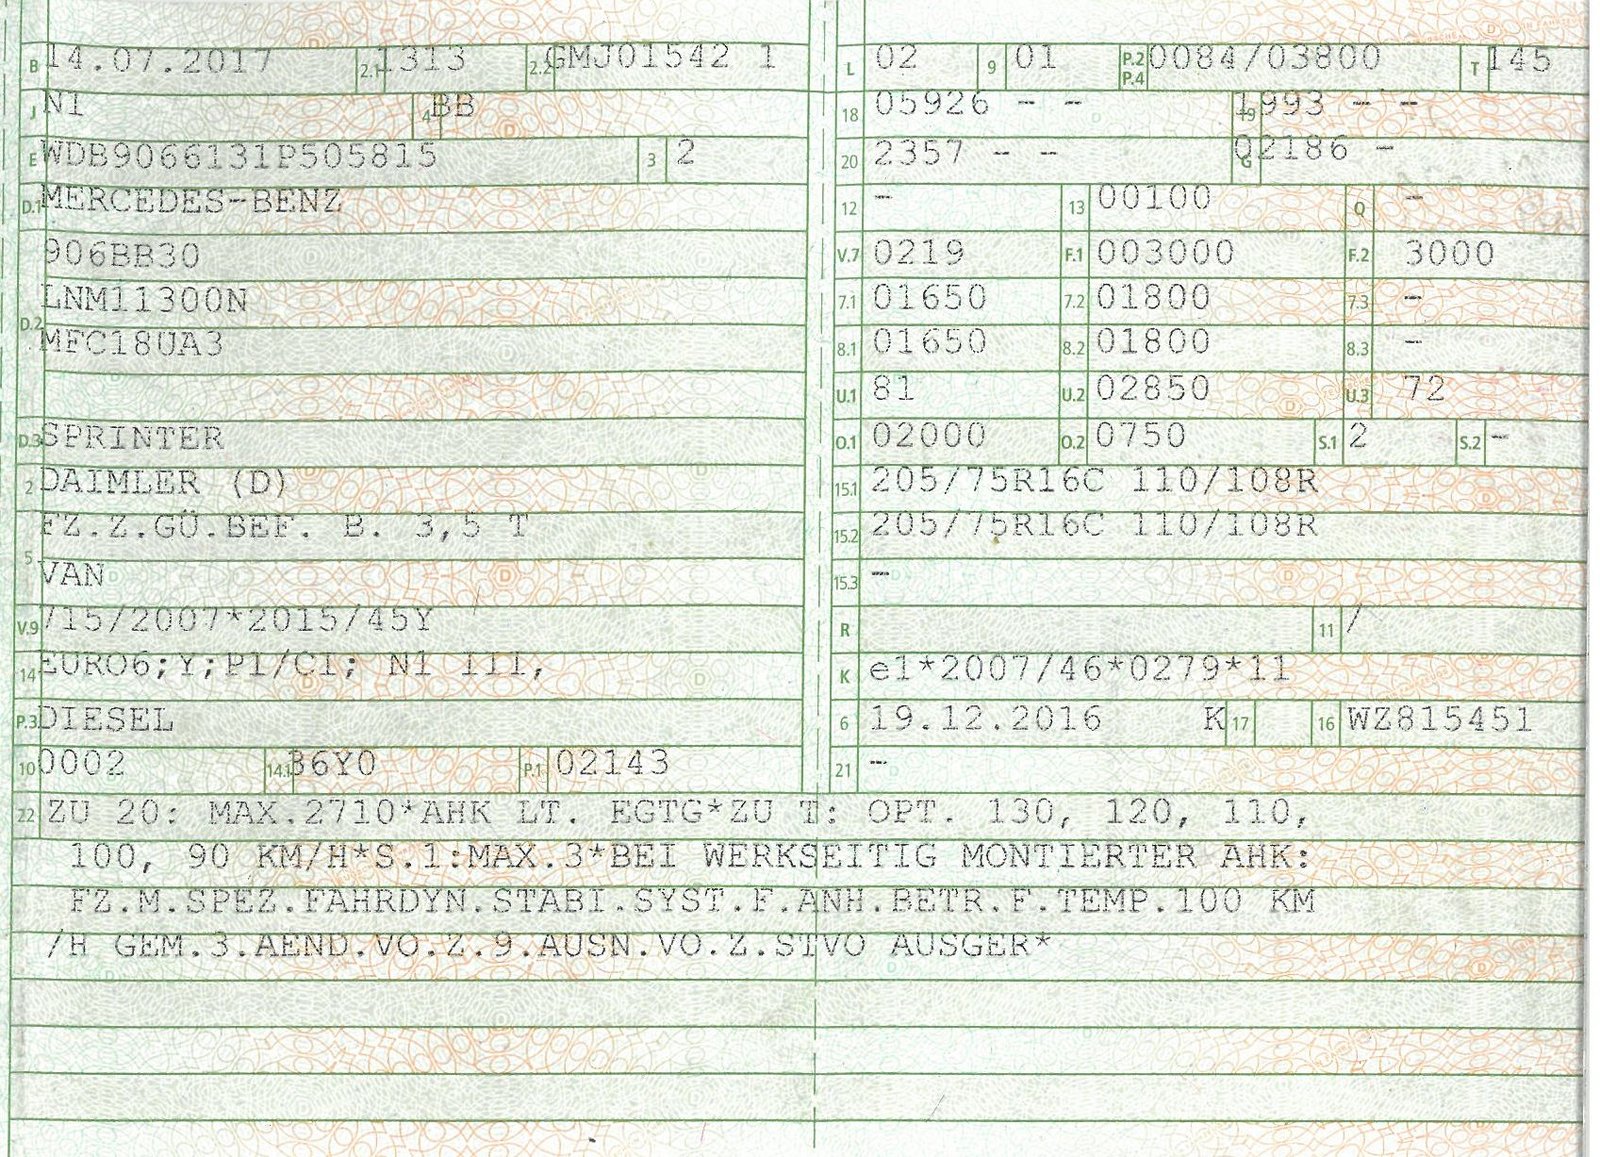 B 14.07.2017 2.1 1313 2.2 GMJ01542 1
J N1 4 BB
E WDB9066131P505815 3 2
D.1 MERCEDES-BENZ
906BB30
LNM11300N
D.2
MFC18UA3
D.3 SPRINTER
2 DAIMLER (D)
FZ.Z.GÜ.BEF. B. 3,5 T
5
VAN
V.9 715/2007*2015/45Y
14 EURO6;Y;PI/CI; N1 III,
P.3 DIESEL
10 0002 14.1 36Y0 P.1 02143
L 02 9 01 P.2 P.4 0084/03800 T 145
18 05926 - - 19 1993 - -
20 2357 - - G 02186 -
12 - 13 00100 Q -
V.7 0219 F.1 003000 F.2 3000
7.1 01650 7.2 01800 7.3 -
8.1 01650 8.2 01800 8.3 -
U.1 81 U.2 02850 U.3 72
O.1 02000 O.2 0750 S.1 2 S.2 -
15.1 205/75R16C 110/108R
15.2 205/75R16C 110/108R
15.3 -
R 11 /
K e1*2007/46*0279*11
6 19.12.2016 K 17 16 WZ815451
21 -
22 ZU 20: MAX.2710*AHK LT. EGTG*ZU T: OPT. 130, 120, 110,
100, 90 KM/H*S.1:MAX.3*BEI WERKSEITIG MONTIERTER AHK:
FZ.M.SPEZ.FAHRDYN.STABI.SYST.F.ANH.BETR.F.TEMP.100 KM
/H GEM.3.AEND.VO.Z.9.AUSN.VO.Z.STVO AUSGER*